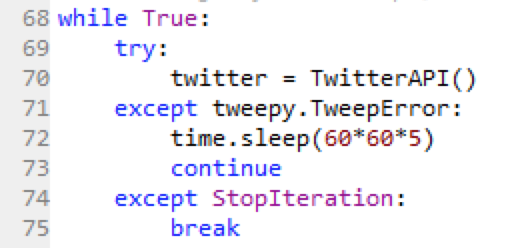 68 while True:
69     try:
70         twitter = TwitterAPI()
71     except tweepy.TweepError:
72         time.sleep(60*60*5)
73         continue
74     except StopIteration:
75         break